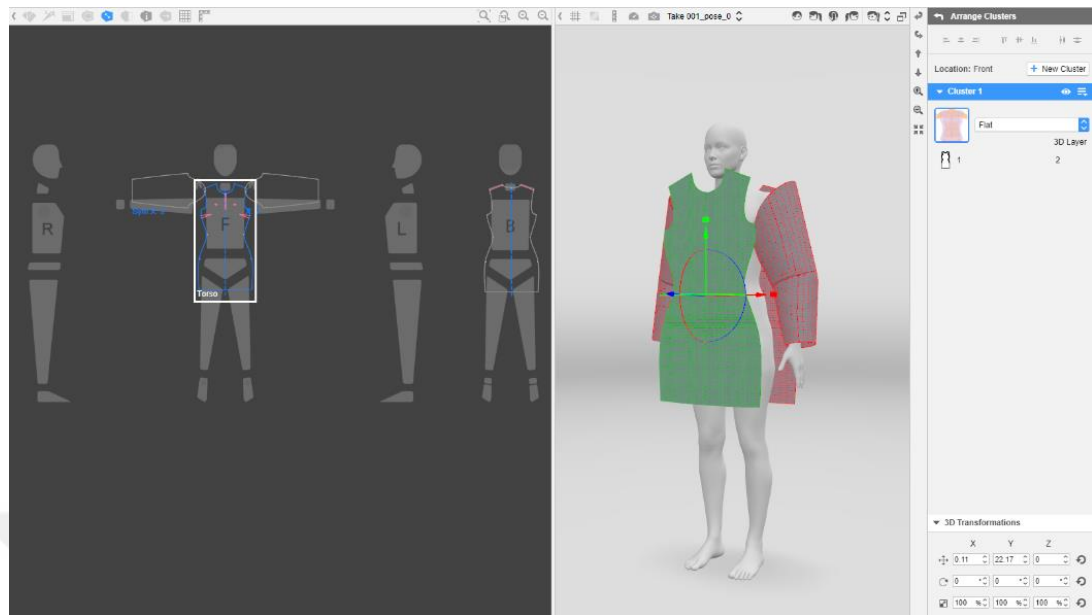 Take 001_pose_0
Arrange Clusters
Location: Front
+ New Cluster
Cluster 1
Flat
3D Layer
1 2
R
F
L
B
Torso
3D Transformations
X Y Z
0.11 22.17 0
0 ° 0 ° 0 °
100 % 100 % 100 %